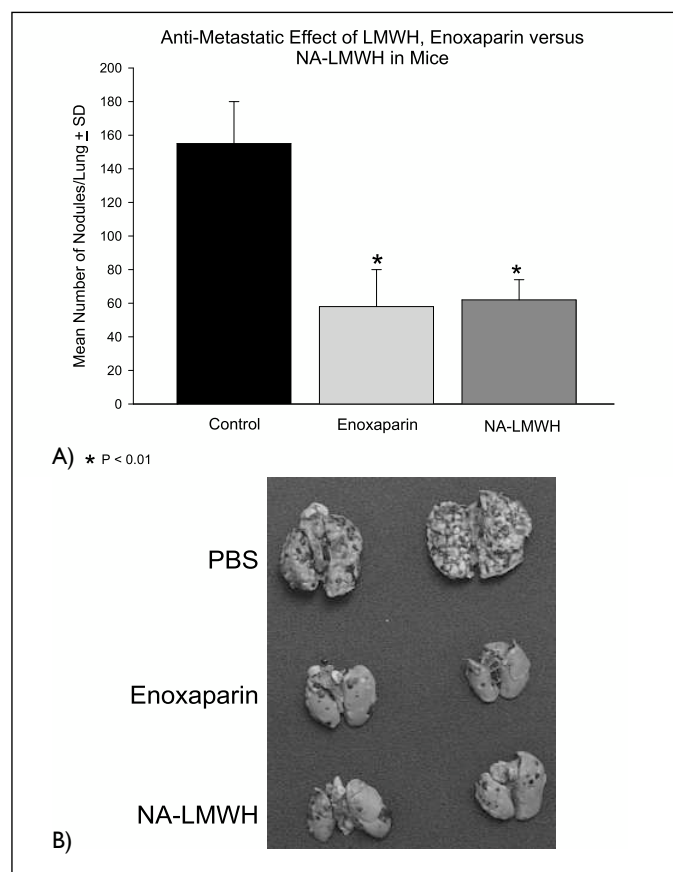 Anti-Metastatic Effect of LMWH, Enoxaparin versus
NA-LMWH in Mice
Mean Number of Nodules/Lung ± SD
200
180
160
140
120
100
80
60
40
20
0
*
*
Control
Enoxaparin
NA-LMWH
A) * P < 0.01
PBS
Enoxaparin
NA-LMWH
B)